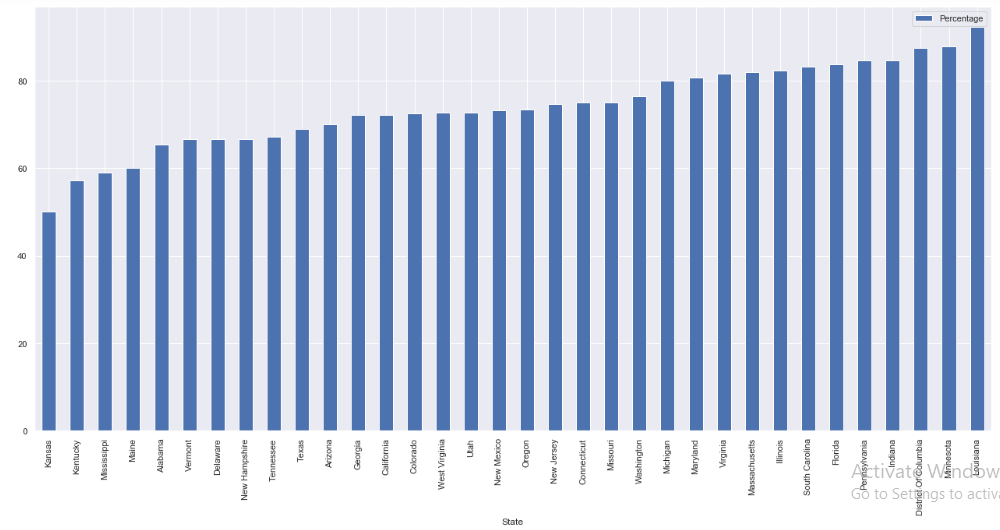 Percentage
80
60
40
20
0
Kansas
Kentucky
Mississippi
Maine
Alabama
Vermont
Delaware
New Hampshire
Tennessee
Texas
Arizona
Georgia
California
Colorado
West Virginia
Utah
New Mexico
Oregon
New Jersey
Connecticut
Missouri
Washington
Michigan
Maryland
Virginia
Massachusetts
Illinois
South Carolina
Florida
Pennsylvania
Indiana
District Of Columbia
Minnesota
Louisiana
State
Activate Window
Go to Settings to activa